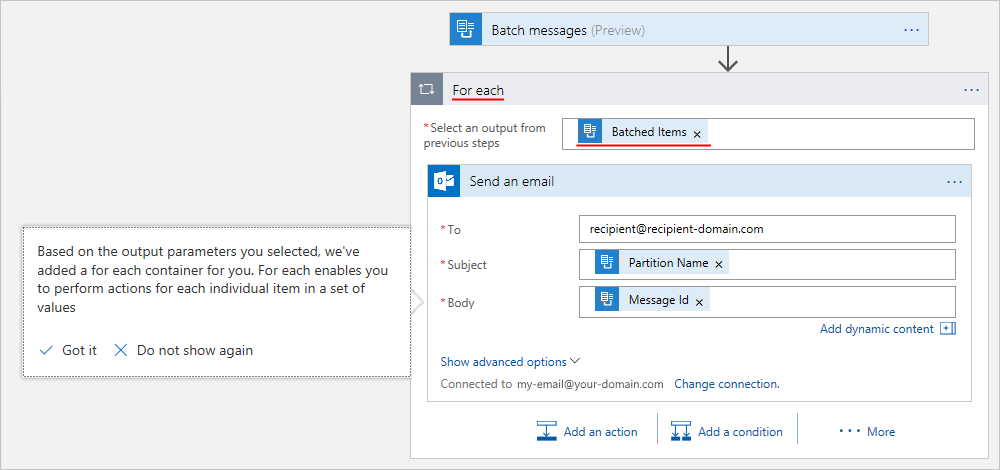 Batch messages (Preview)
For each
*Select an output from
previous steps
Batched Items ×
Send an email
*To
recipient@recipient-domain.com
*Subject
Partition Name ×
*Body
Message Id ×
Add dynamic content
Show advanced options
Connected to my-email@your-domain.com Change connection.
Add an action
Add a condition
More
Based on the output parameters you selected, we've
added a for each container for you. For each enables you
to perform actions for each individual item in a set of
values
Got it
Do not show again